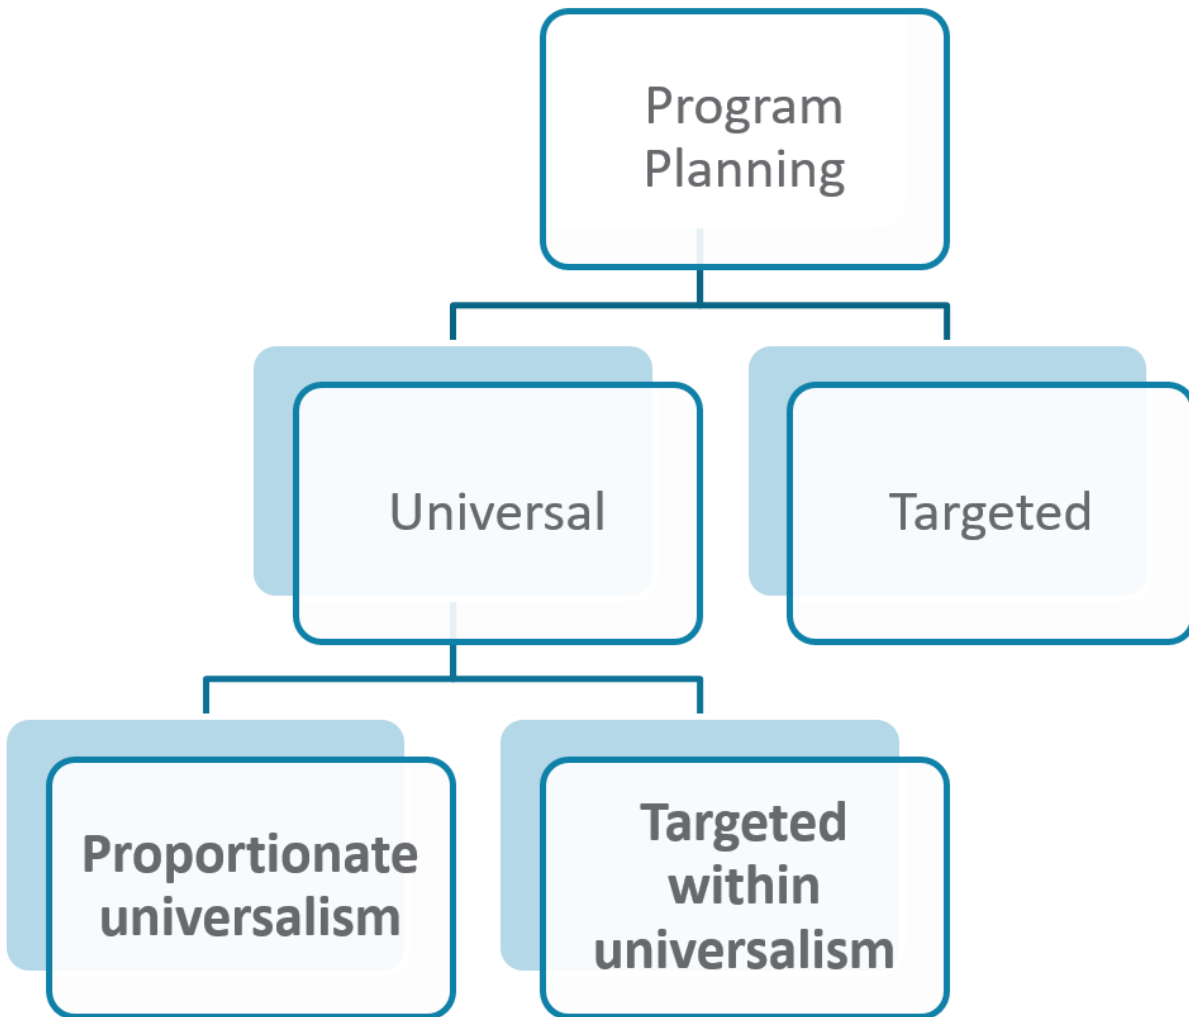 Program
Planning
Universal
Targeted
Proportionate
universalism
Targeted
within
universalism